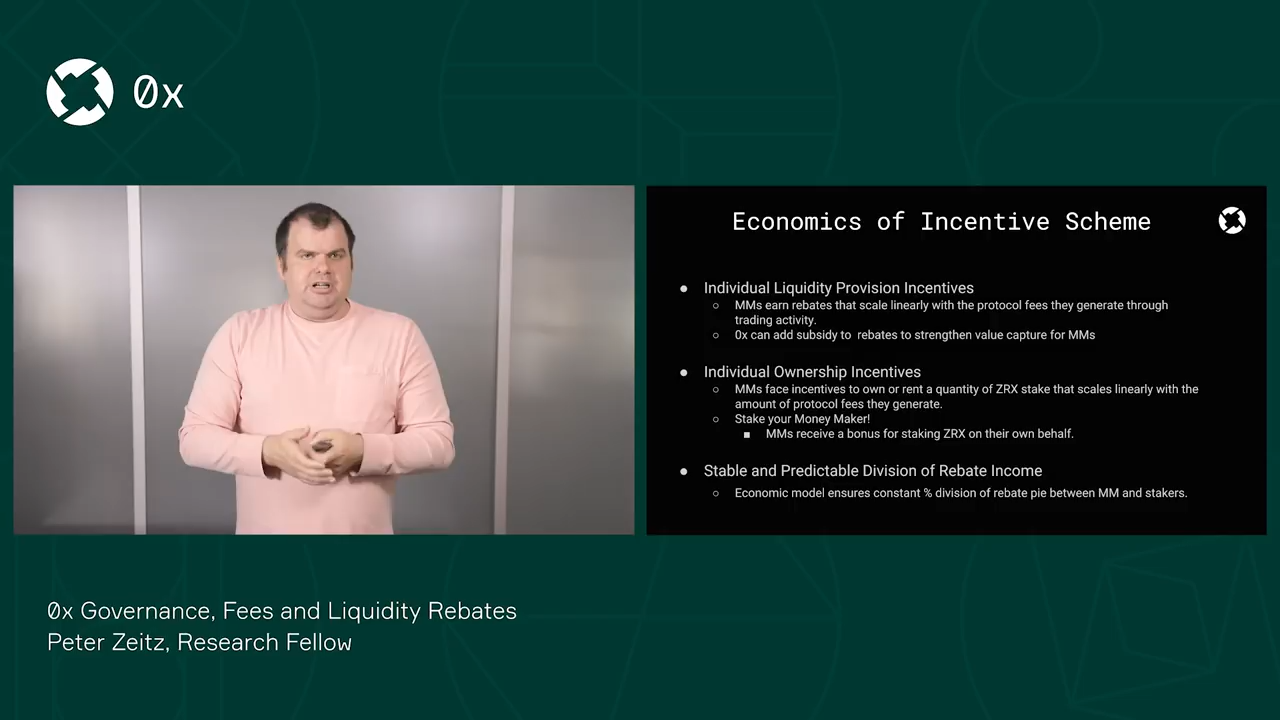 0x
Economics of Incentive Scheme
● Individual Liquidity Provision Incentives
○ MMs earn rebates that scale linearly with the protocol fees they generate through
trading activity.
○ 0x can add subsidy to rebates to strengthen value capture for MMs
● Individual Ownership Incentives
○ MMs face incentives to own or rent a quantity of ZRX stake that scales linearly with the
amount of protocol fees they generate.
○ Stake your Money Maker!
■ MMs receive a bonus for staking ZRX on their own behalf.
● Stable and Predictable Division of Rebate Income
○ Economic model ensures constant % division of rebate pie between MM and stakers.
0x Governance, Fees and Liquidity Rebates
Peter Zeitz, Research Fellow